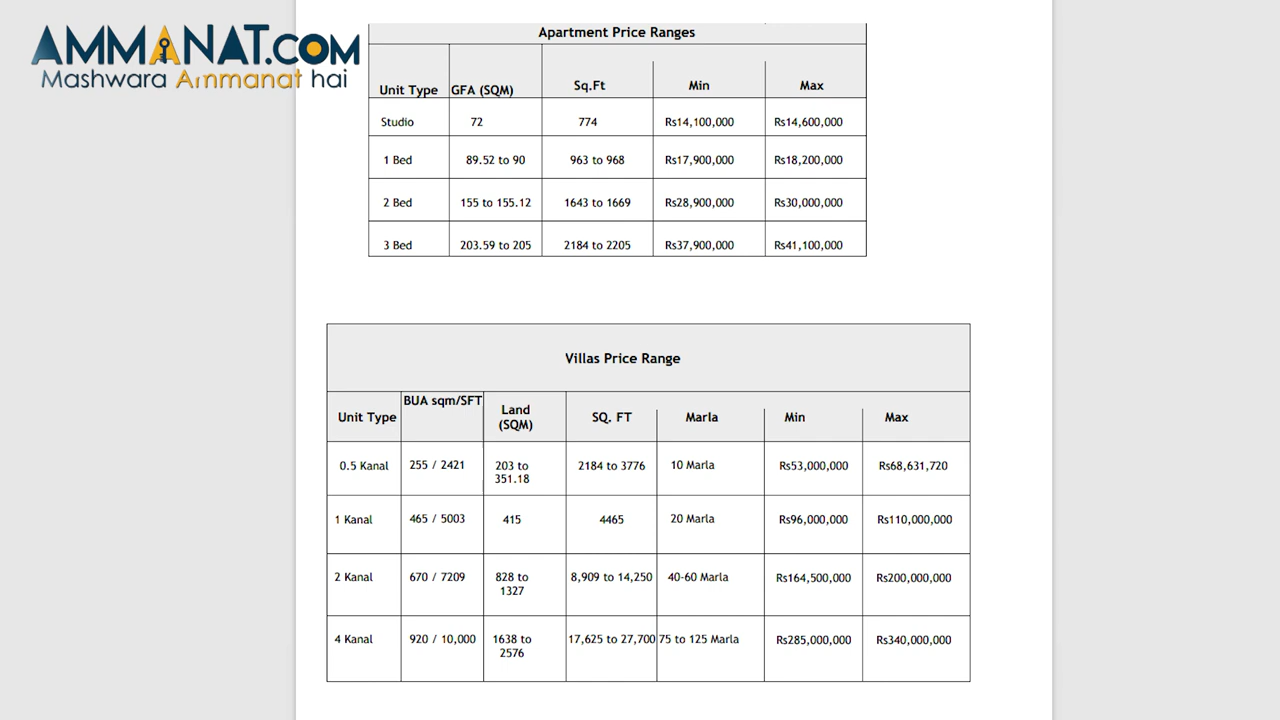 AMMANAT.COM
Mashwara Ammanat hai
Apartment Price Ranges
Unit Type GFA (SQM) Sq.Ft Min Max
Studio 72 774 Rs14,100,000 Rs14,600,000
1 Bed 89.52 to 90 963 to 968 Rs17,900,000 Rs18,200,000
2 Bed 155 to 155.12 1643 to 1669 Rs28,900,000 Rs30,000,000
3 Bed 203.59 to 205 2184 to 2205 Rs37,900,000 Rs41,100,000
Villas Price Range
Unit Type BUA sqm/SFT Land (SQM) SQ. FT Marla Min Max
0.5 Kanal 255 / 2421 203 to 351.18 2184 to 3776 10 Marla Rs53,000,000 Rs68,631,720
1 Kanal 465 / 5003 415 4465 20 Marla Rs96,000,000 Rs110,000,000
2 Kanal 670 / 7209 828 to 1327 8,909 to 14,250 40-60 Marla Rs164,500,000 Rs200,000,000
4 Kanal 920 / 10,000 1638 to 2576 17,625 to 27,700 75 to 125 Marla Rs285,000,000 Rs340,000,000